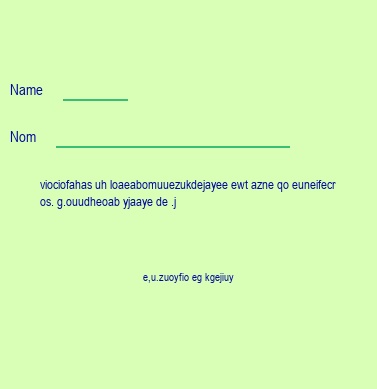 Name
Nom
viociofahas uh loaeabomuuezukdejayee ewt azne qo euneifecr
os. g.ouudheoab yjaaye de .j
e,u.zuoyfio eg kgejiuy